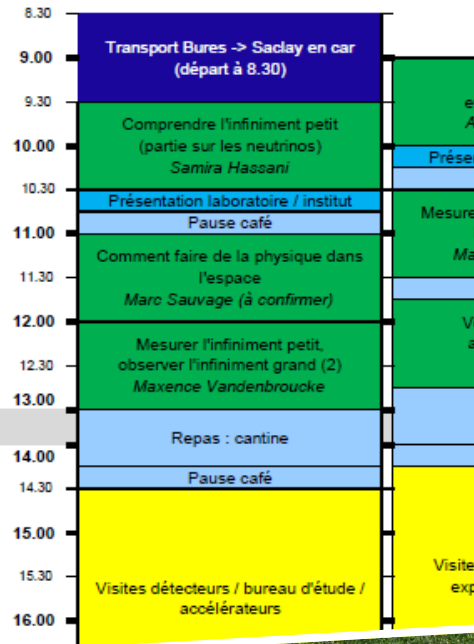 8.30
Transport Bures -> Saclay en car
(départ à 8.30)
9.00
9.30
Comprendre l'infiniment petit
(partie sur les neutrinos)
Samira Hassani
10.00
10.30
Présentation laboratoire / institut
Pause café
11.00
Comment faire de la physique dans
l'espace
Marc Sauvage (à confirmer)
11.30
12.00
Mesurer l'infiniment petit,
observer l'infiniment grand (2)
Maxence Vandenbroucke
12.30
13.00
Repas : cantine
14.00
Pause café
14.30
15.00
15.30
Visites détecteurs / bureau d'étude /
accélérateurs
16.00
Mesure
Visite